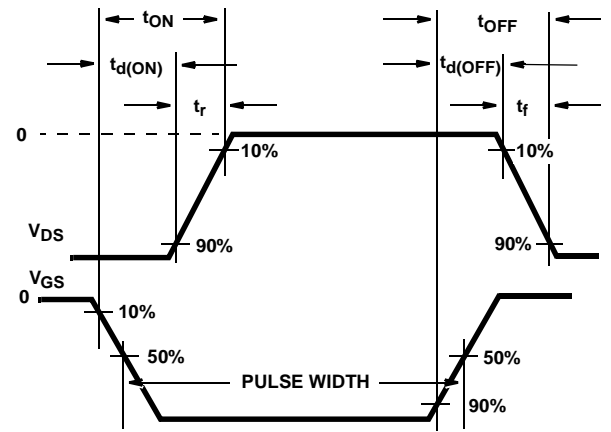 tON
tOFF
td(ON)
td(OFF)
tr
tf
0
10%
10%
VDS
90%
90%
VGS
0
10%
50%
50%
PULSE WIDTH
90%